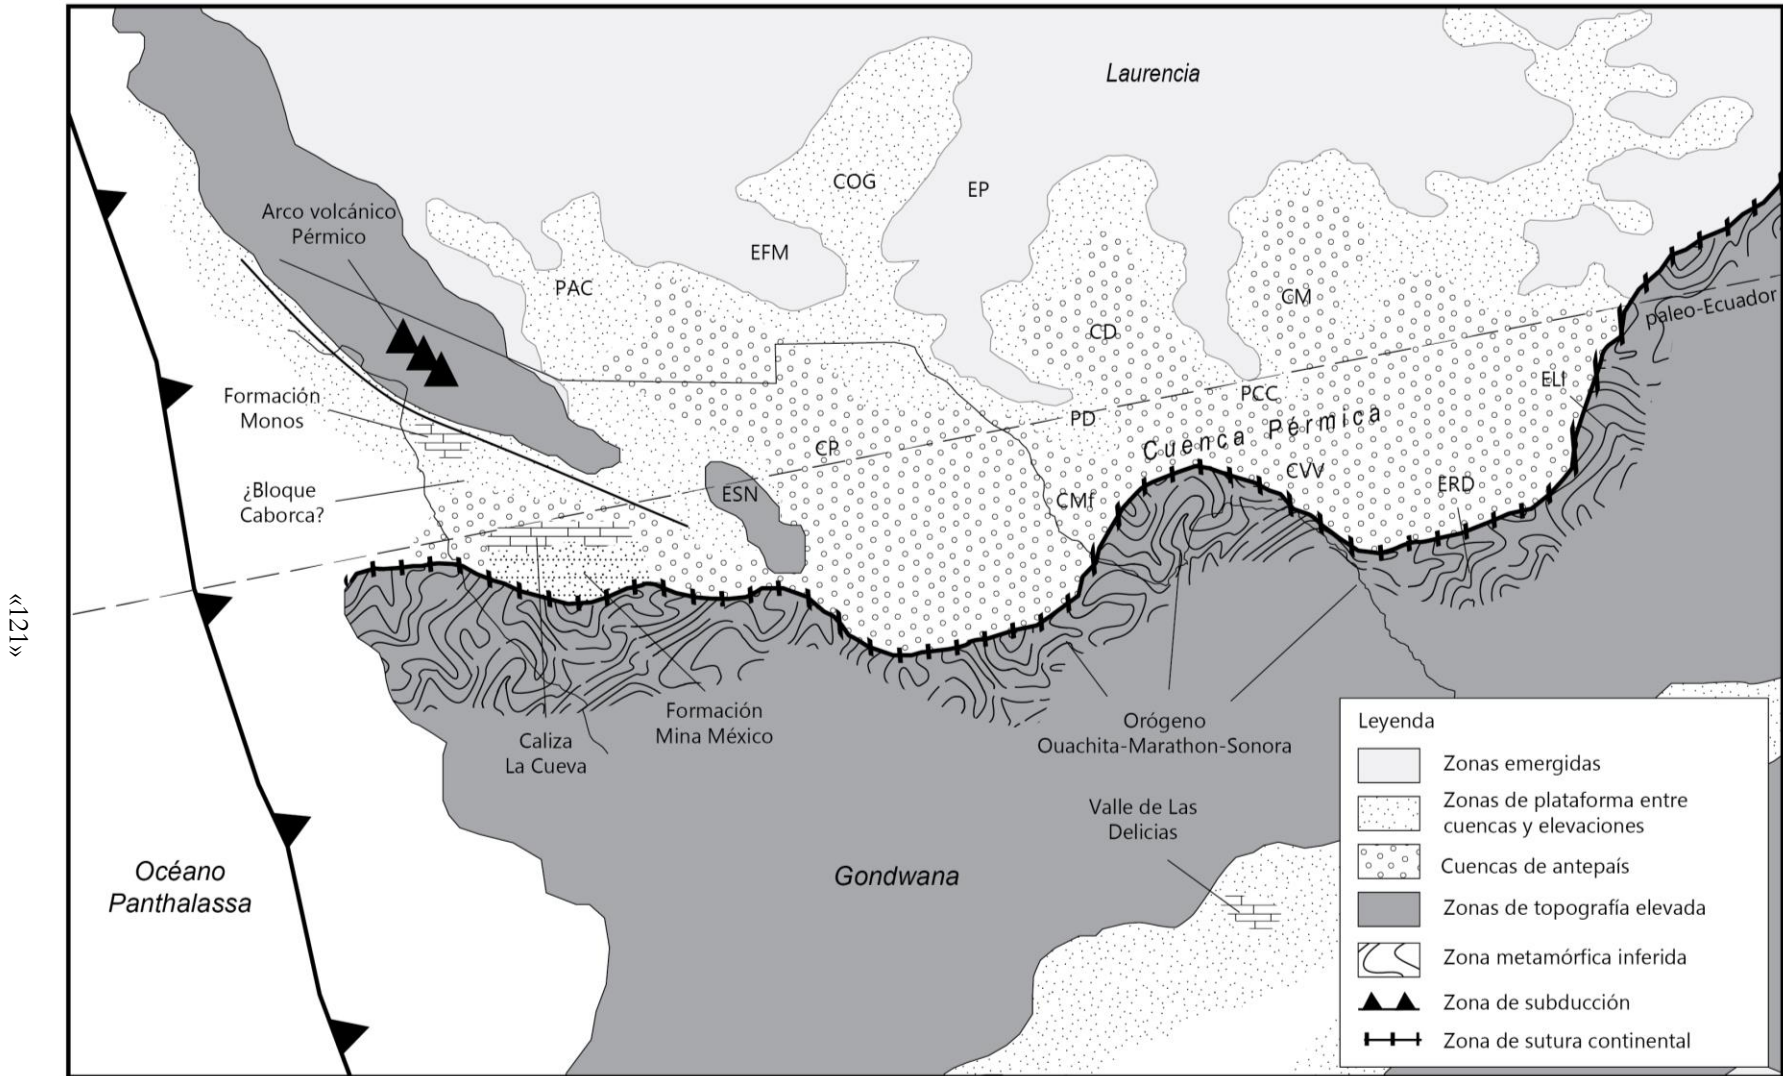 Laurencia
COG
EP
Arco volcánico
Pérmico
EFM
PAC
CM
paleo-Ecuador
CD
ELI
Formación
Monos
PCC
PD
Cuenca Pérmica
CP
CVV
ERD
ESN
CMf
¿Bloque
Caborca?
«121»
Formación
Mina México
Caliza
La Cueva
Orógeno
Ouachita-Marathon-Sonora
Valle de Las
Delicias
Gondwana
Océano
Panthalassa
Leyenda
Zonas emergidas
Zonas de plataforma entre
cuencas y elevaciones
Cuencas de antepaís
Zonas de topografía elevada
Zona metamórfica inferida
Zona de subducción
Zona de sutura continental